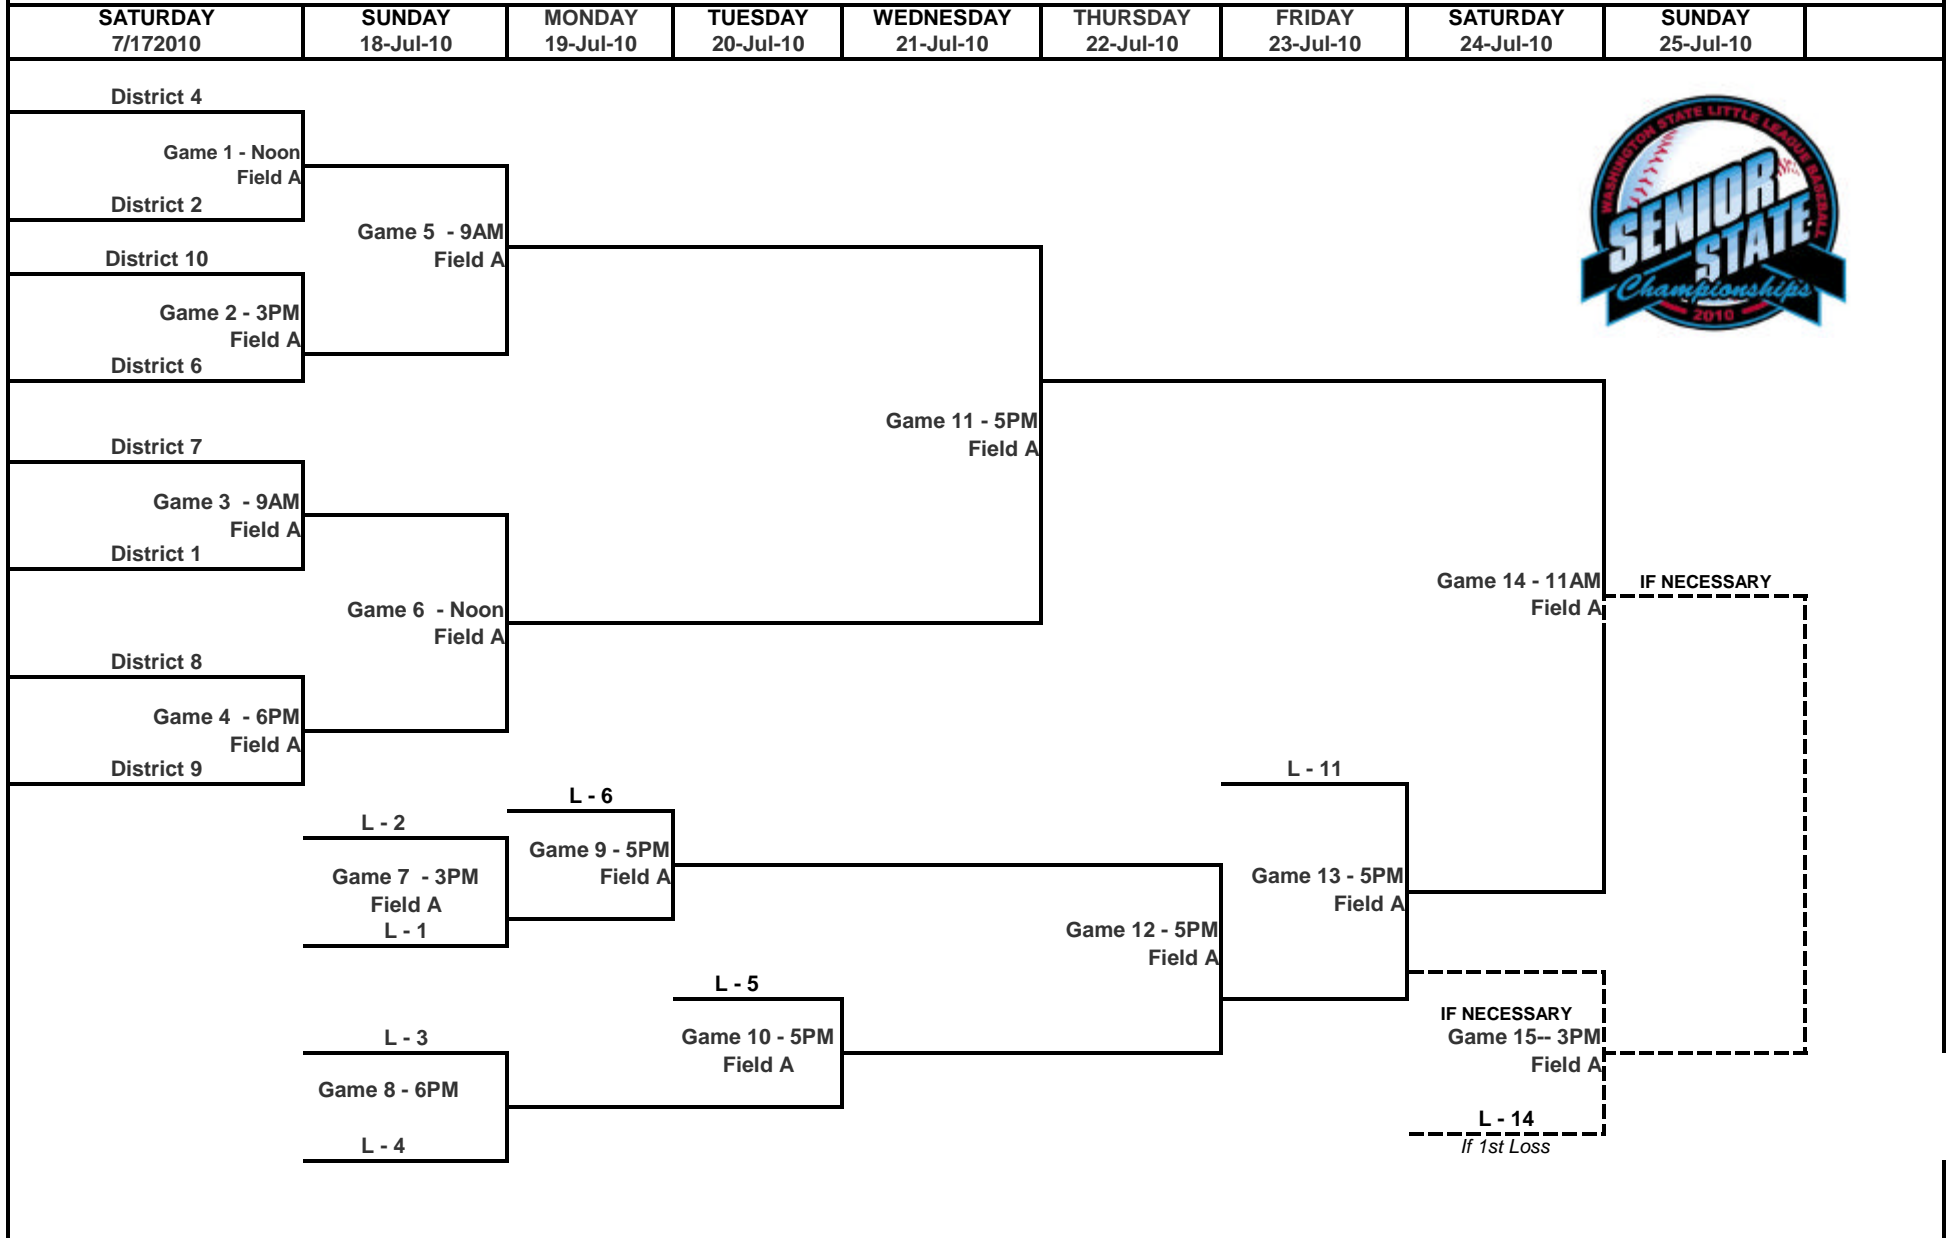 SATURDAY
7/172010
SUNDAY
18-Jul-10
MONDAY
19-Jul-10
TUESDAY
20-Jul-10
WEDNESDAY
21-Jul-10
THURSDAY
22-Jul-10
FRIDAY
23-Jul-10
SATURDAY
24-Jul-10
SUNDAY
25-Jul-10
WASHINGTON STATE LITTLE LEAGUE BASEBALL
SENIOR
STATE
Championships
2010
District 4
Game 1 - Noon
Field A
District 2
District 10
Game 2 - 3PM
Field A
District 6
District 7
Game 3  - 9AM
Field A
District 1
District 8
Game 4  - 6PM
Field A
District 9
Game 5  - 9AM
Field A
Game 6  - Noon
Field A
L - 2
Game 7  - 3PM
Field A
L - 1
L - 3
Game 8 - 6PM
L - 4
L - 6
Game 9 - 5PM
Field A
L - 5
Game 10 - 5PM
Field A
Game 11 - 5PM
Field A
Game 12 - 5PM
Field A
L - 11
Game 13 - 5PM
Field A
Game 14 - 11AM
Field A
IF NECESSARY
IF NECESSARY
Game 15-- 3PM
Field A
L - 14
If 1st Loss